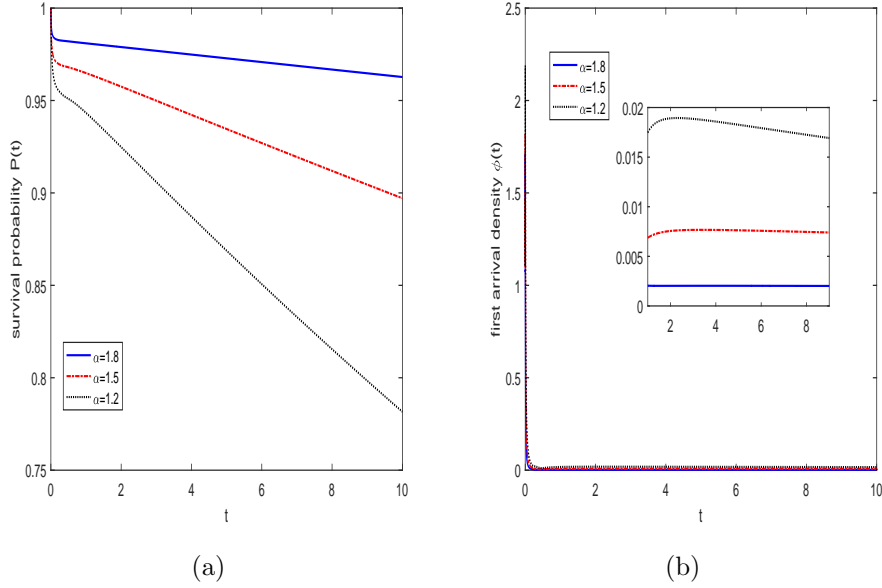 1
0.95
0.9
0.85
0.8
0.75
survival probability P(t)
α=1.8
α=1.5
α=1.2
0 2 4 6 8 10
t
(a)
2.5
2
1.5
1
0.5
0
first arrival density ϕ(t)
α=1.8
α=1.5
α=1.2
0.02
0.015
0.01
0.005
0
2 4 6 8
0 2 4 6 8 10
t
(b)